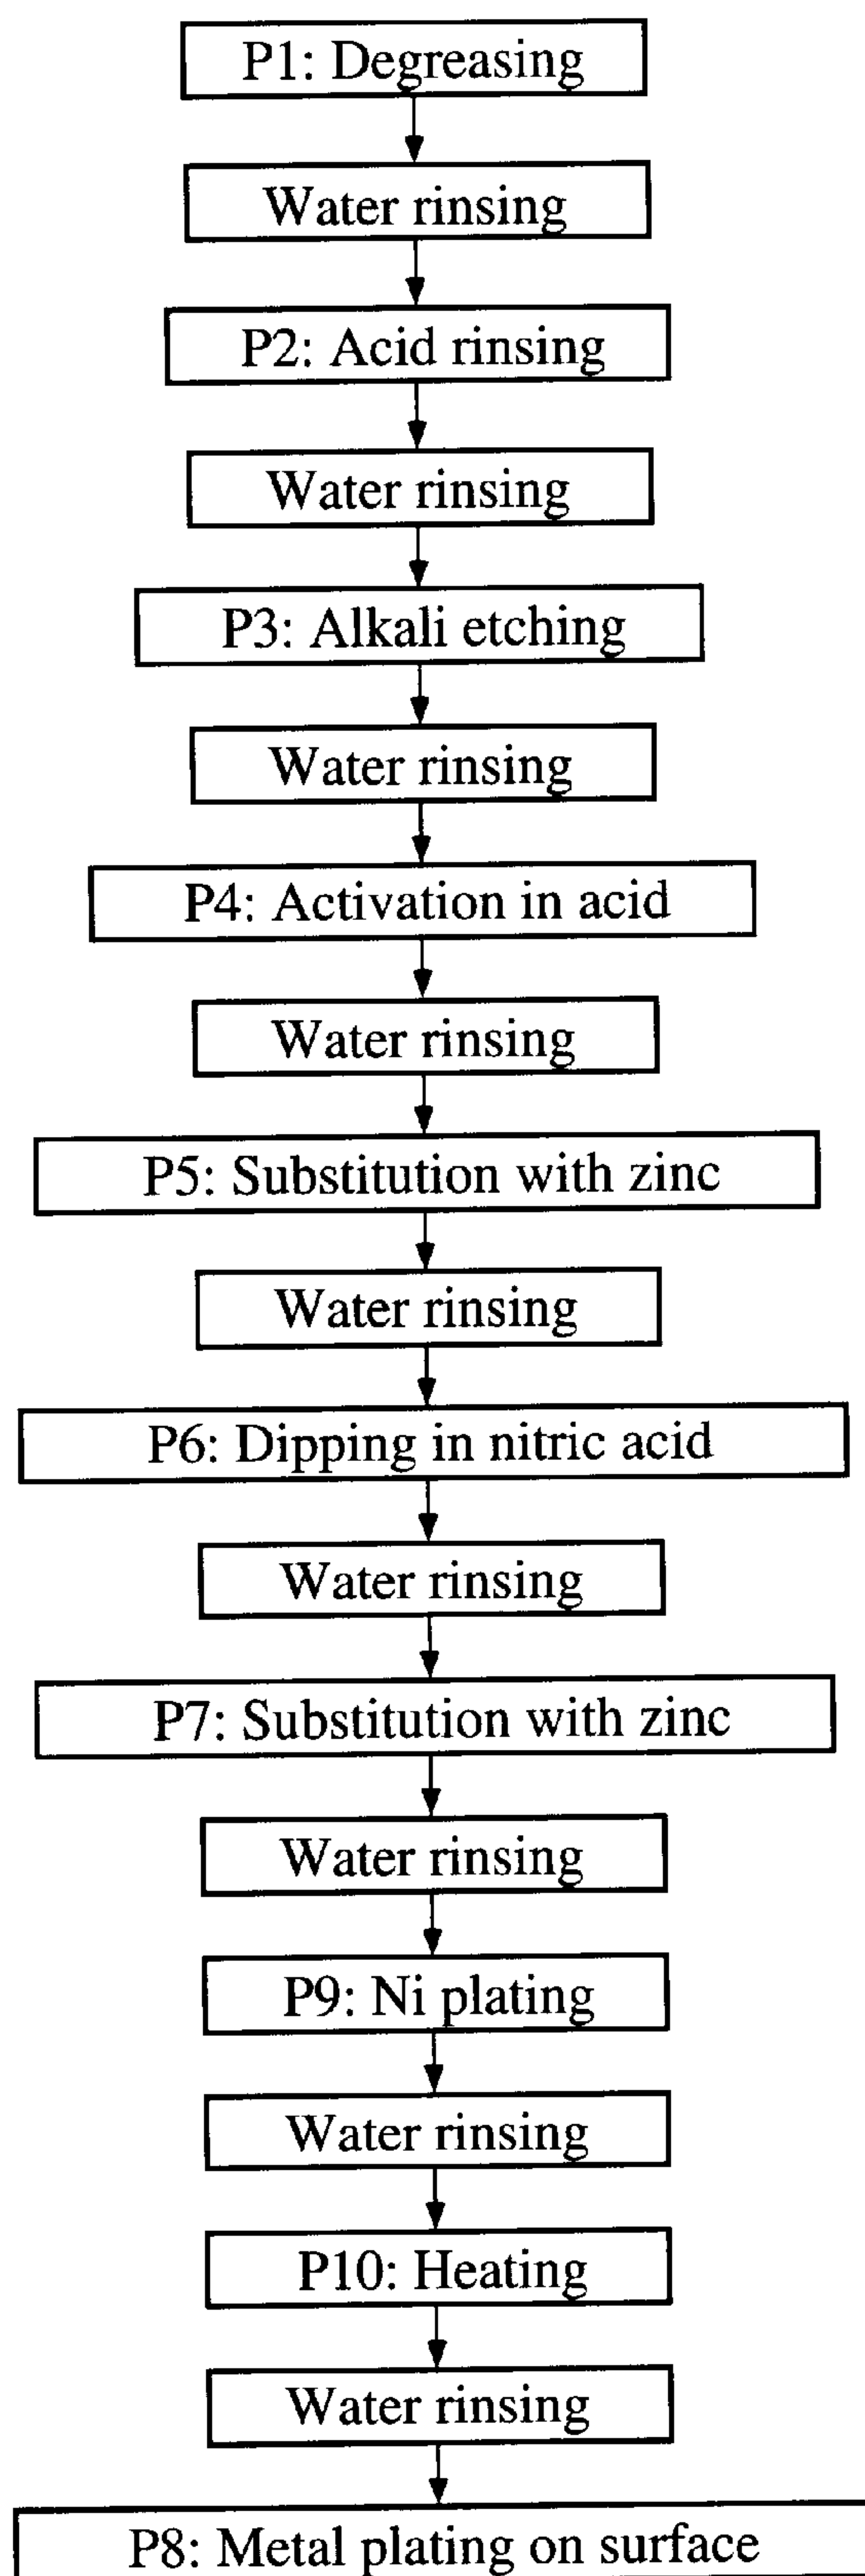 P1: Degreasing
Water rinsing
P2: Acid rinsing
Water rinsing
P3: Alkali etching
Water rinsing
P4: Activation in acid
Water rinsing
P5: Substitution with zinc
Water rinsing
P6: Dipping in nitric acid
Water rinsing
P7: Substitution with zinc
Water rinsing
P9: Ni plating
Water rinsing
P10: Heating
Water rinsing
P8: Metal plating on surface